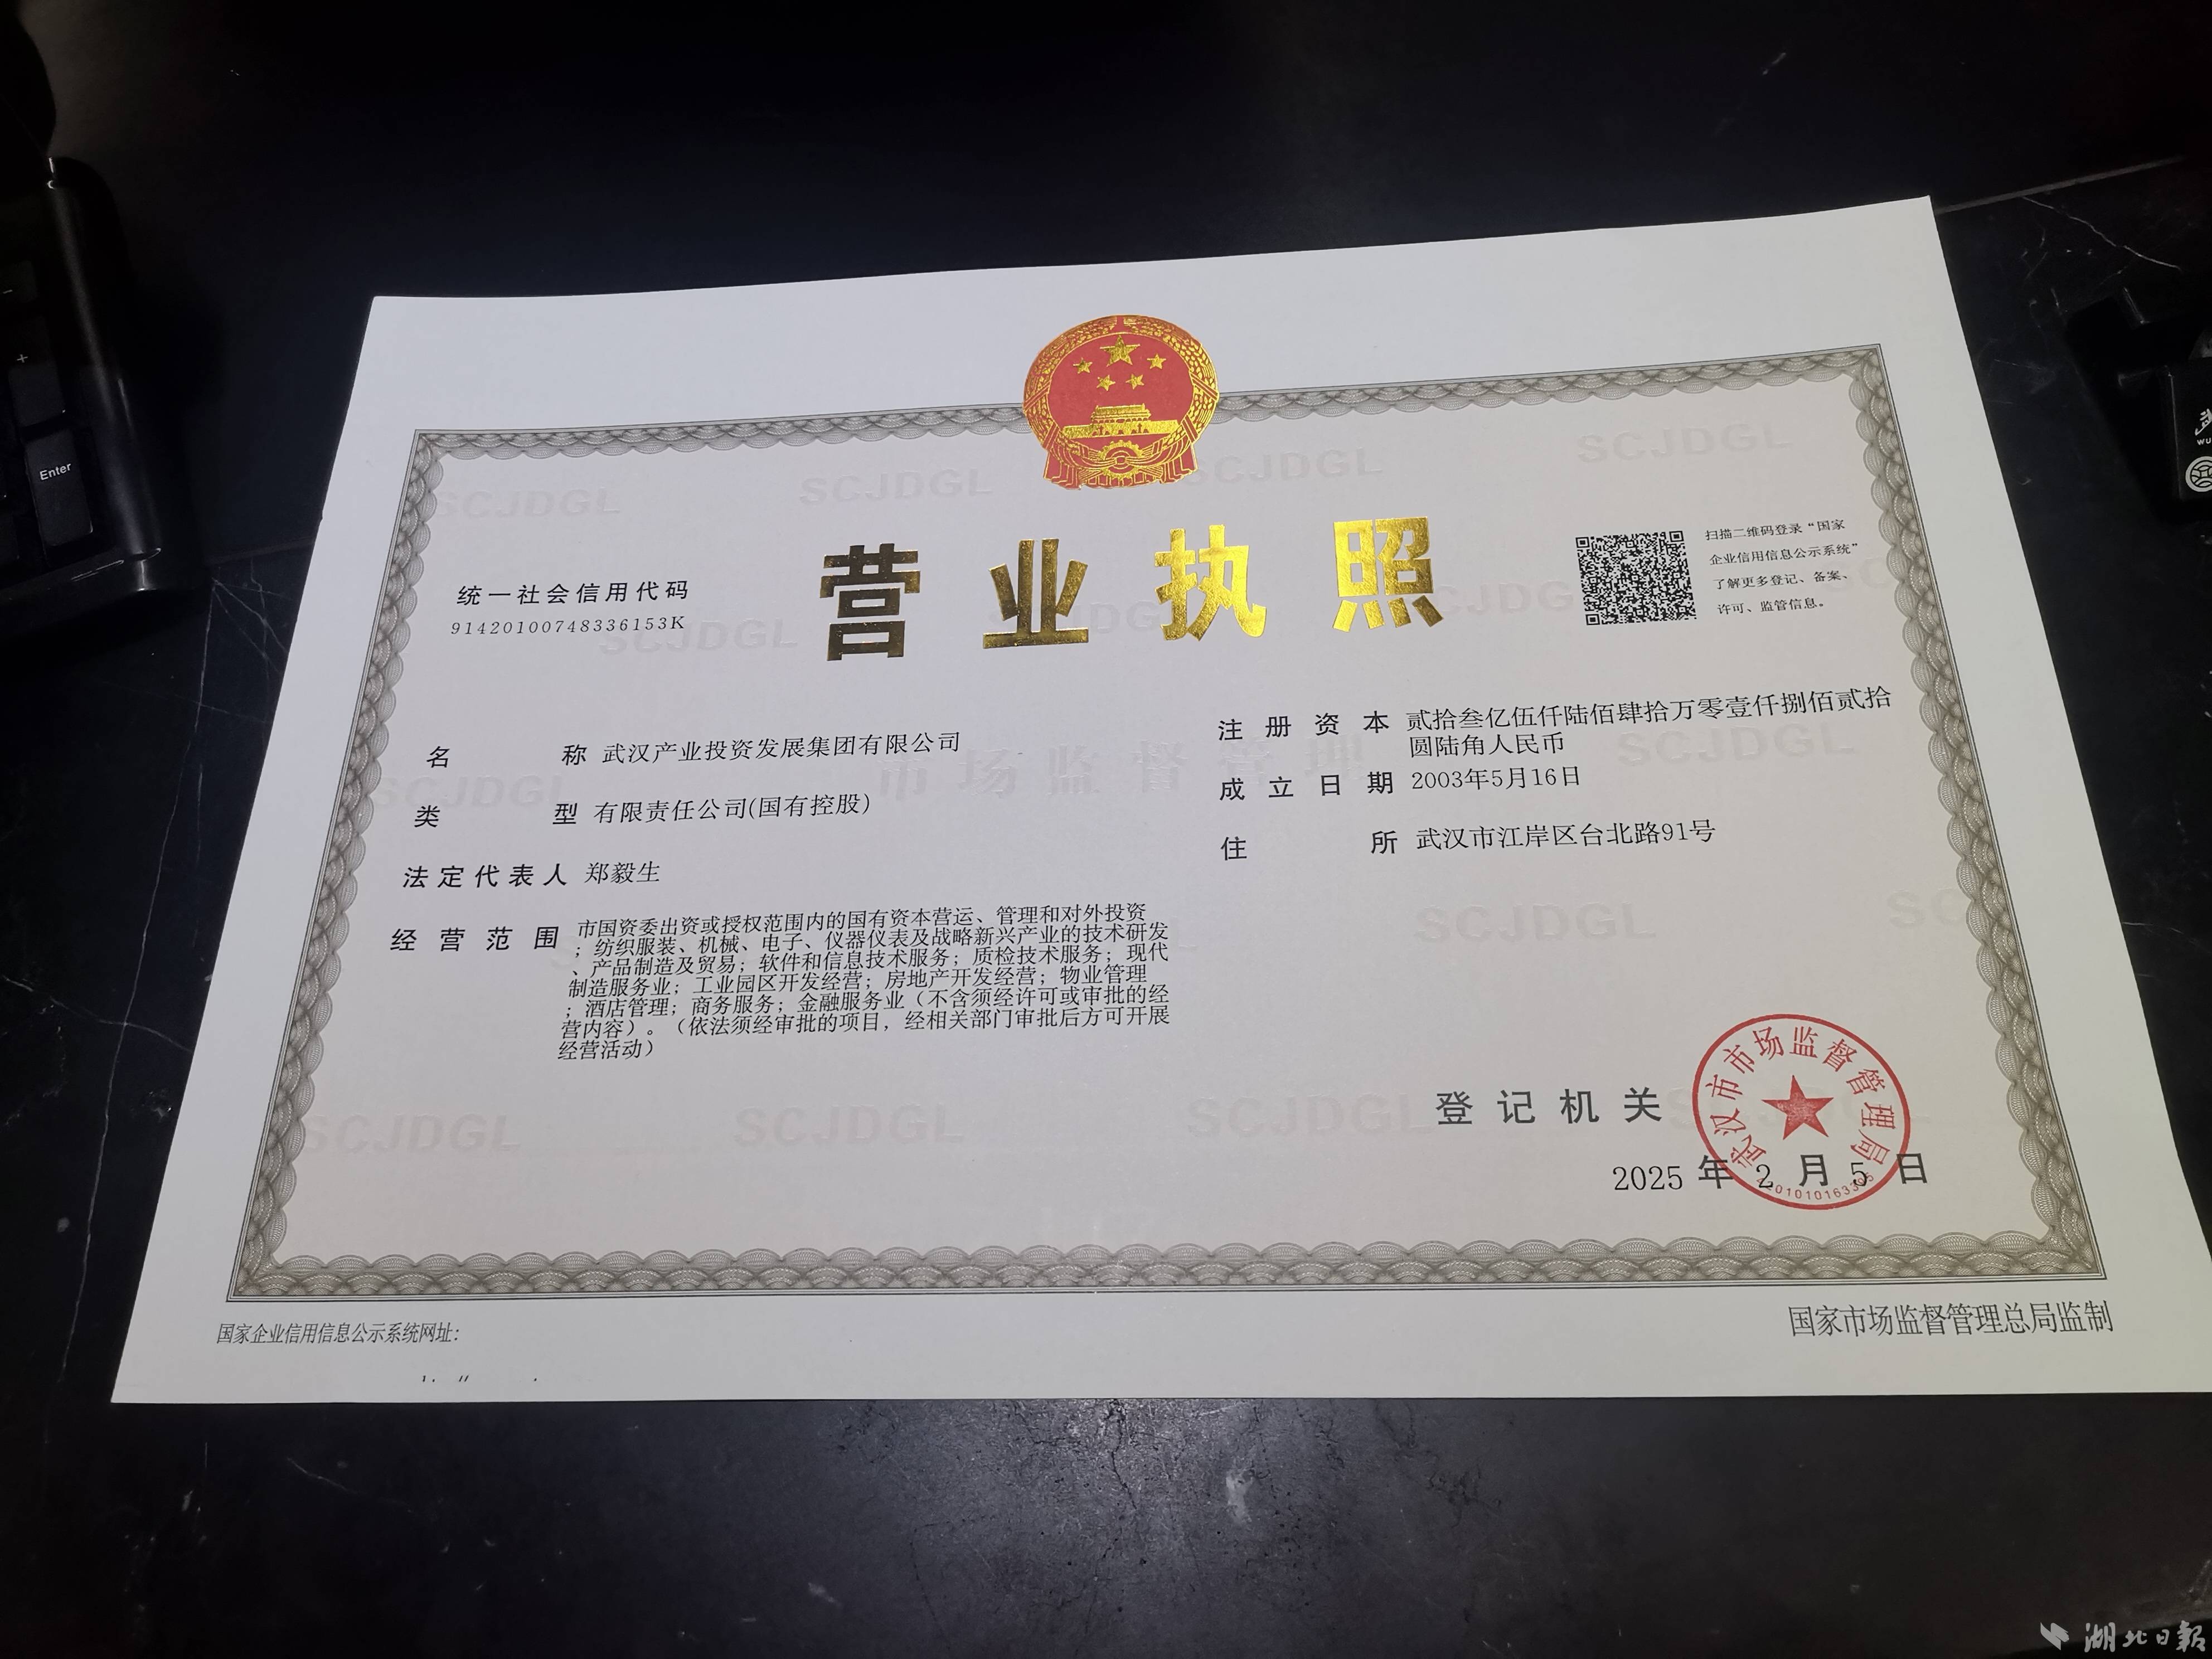 Enter
SCJDGL
营业执照
统一社会信用代码
91420100748336153K
扫描二维码登录“国家
企业信用信息公示系统”
了解更多登记、备案、
许可、监管信息。
名称 武汉产业投资发展集团有限公司
类型 有限责任公司(国有控股)
法定代表人 郑毅生
经营范围 市国资委出资或授权范围内的国有资本营运、管理和对外投资
；纺织服装、机械、电子、仪器仪表及战略新兴产业的技术研发
、产品制造及贸易；软件和信息技术服务；质检技术服务；现代
制造服务业；工业园区开发经营；房地产开发经营；物业管理
；酒店管理；商务服务；金融服务业（不含须经许可或审批的经
营内容）。（依法须经审批的项目，经相关部门审批后方可开展
经营活动）
注册资本 贰拾叁亿伍仟陆佰肆拾万零壹仟捌佰贰拾
圆陆角人民币
成立日期 2003年5月16日
住所 武汉市江岸区台北路91号
市场监督管理
登记机关
武汉市市场监督管理局
2025年2月5日
国家企业信用信息公示系统网址：
国家市场监督管理总局监制
湖北日报